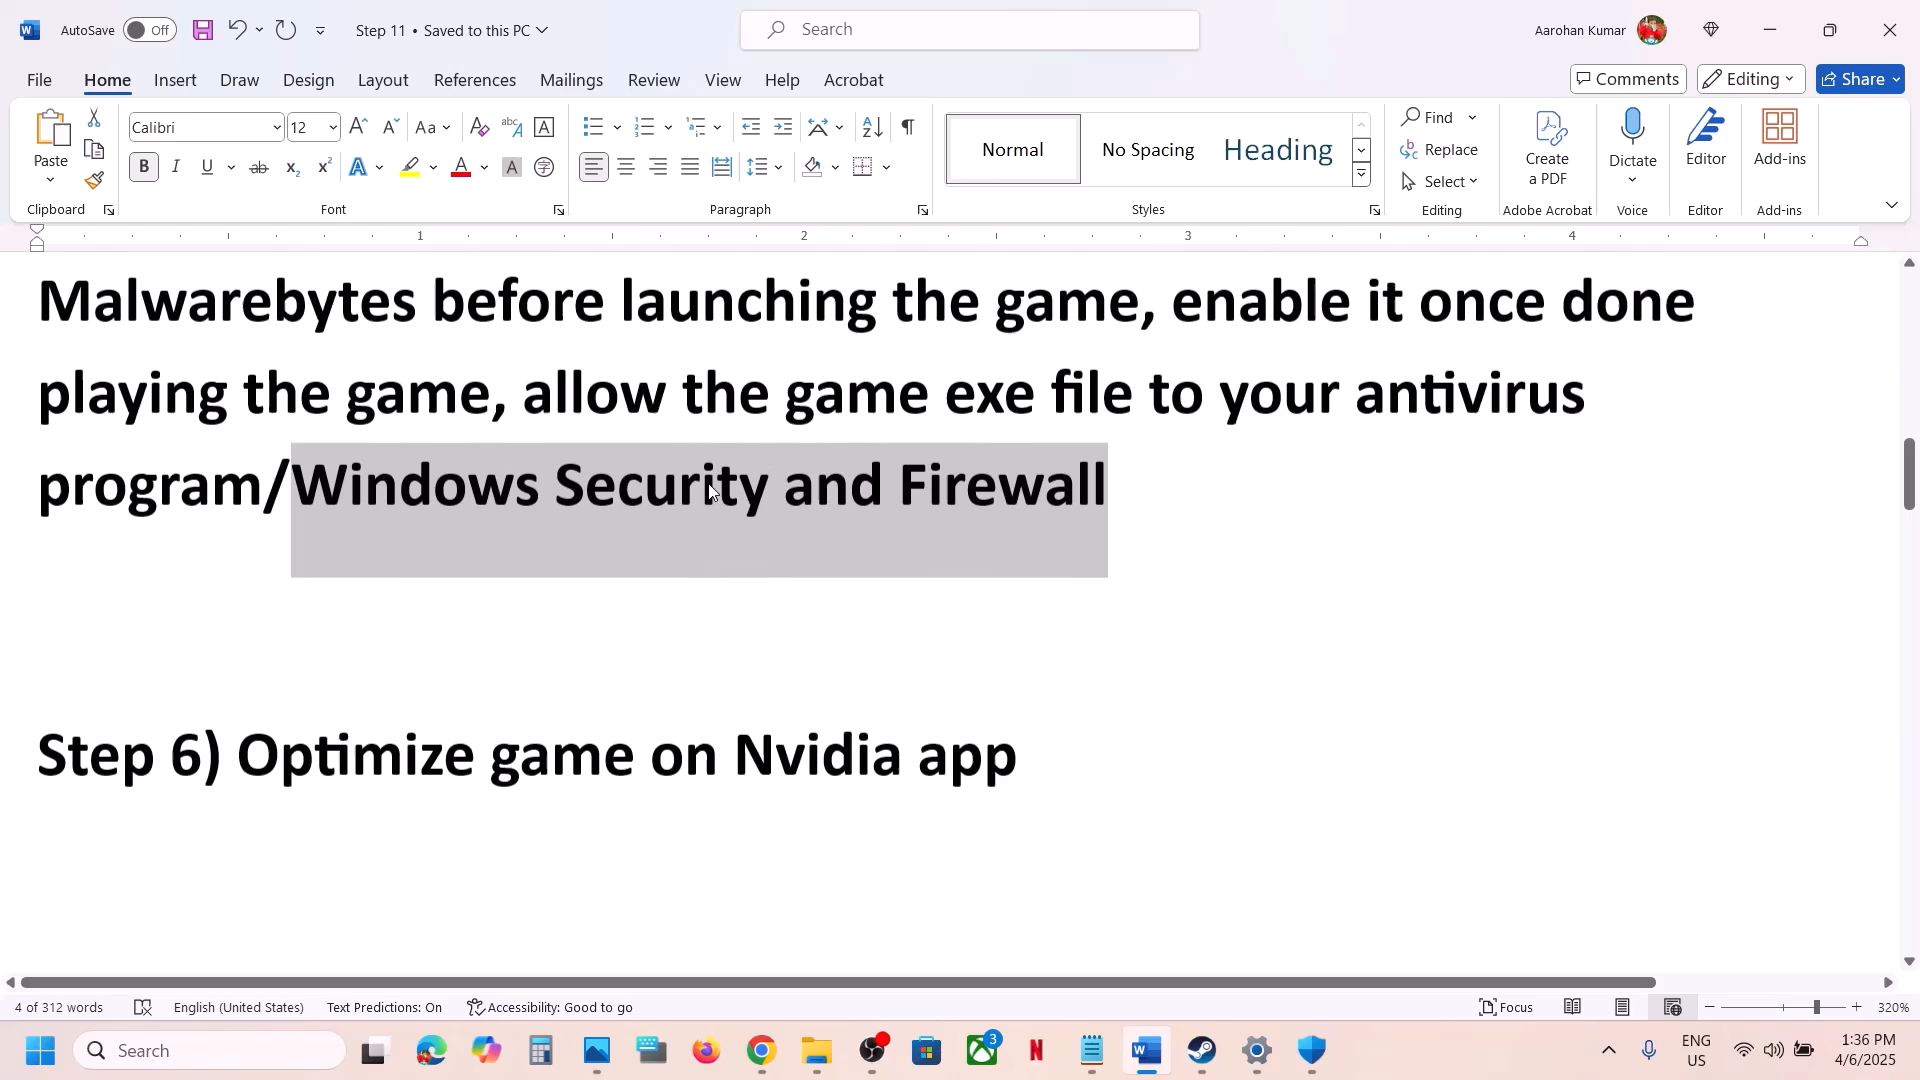 AutoSave Off Step 11 • Saved to this PC Search Aarohan Kumar
File Home Insert Draw Design Layout References Mailings Review View Help Acrobat Comments Editing Share
Paste Calibri 12 Aa Normal No Spacing Heading Find Replace Select Create a PDF Dictate Editor Add-ins
Clipboard Font Paragraph Styles Editing Adobe Acrobat Voice Editor Add-ins
1 2 3 4
Malwarebytes before launching the game, enable it once done
playing the game, allow the game exe file to your antivirus
program/Windows Security and Firewall
Step 6) Optimize game on Nvidia app
4 of 312 words English (United States) Text Predictions: On Accessibility: Good to go Focus 320%
Search 3 ENG US 1:36 PM 4/6/2025